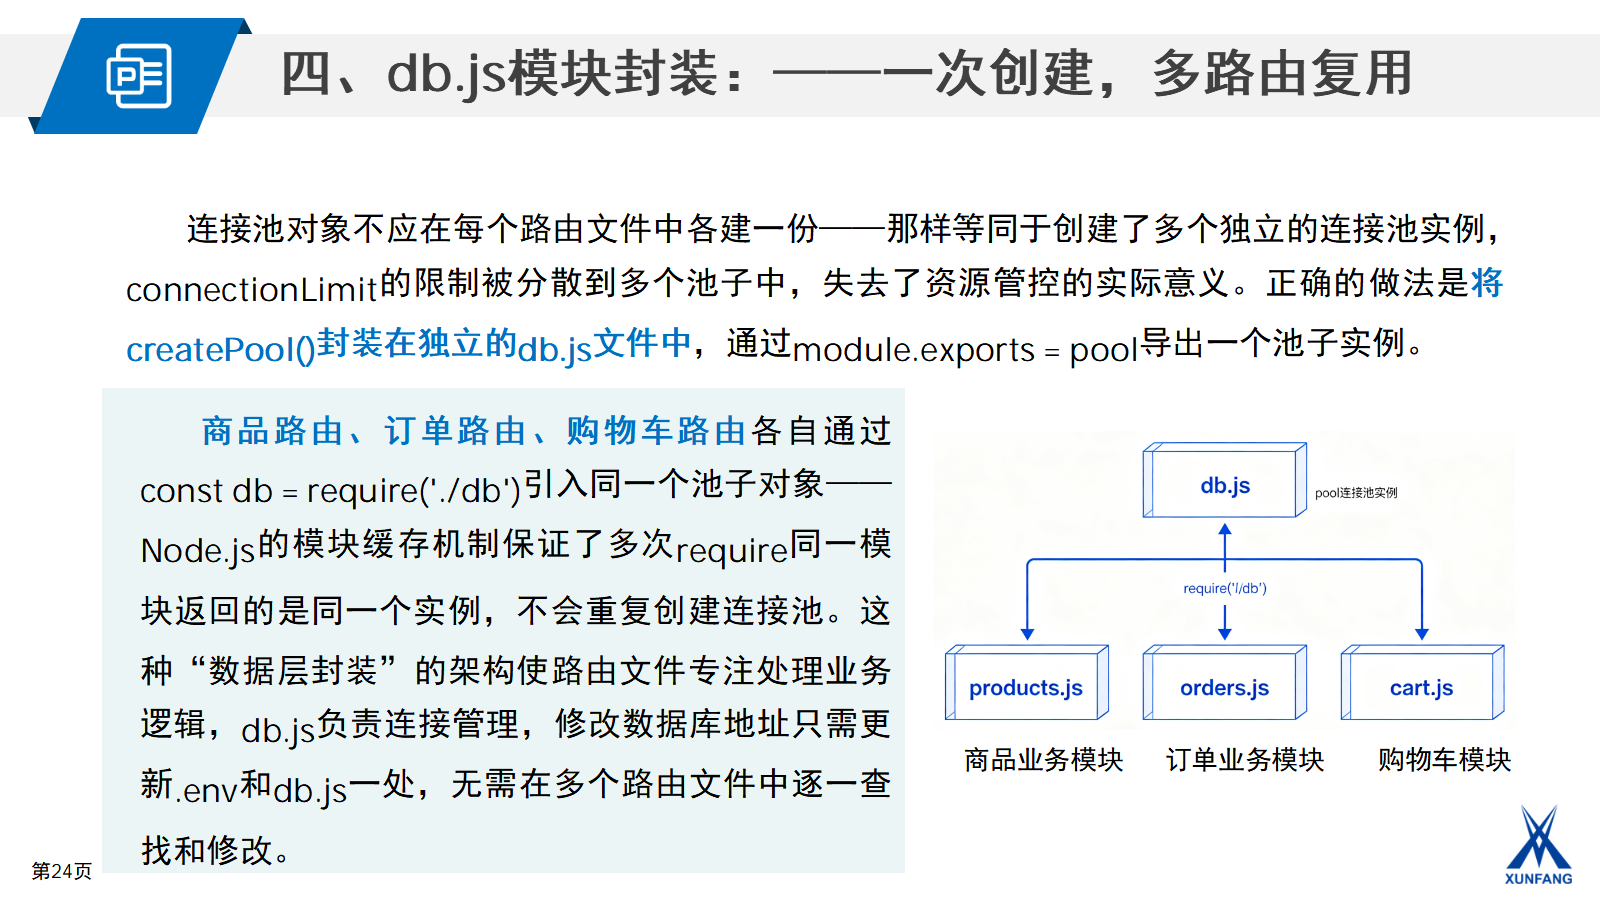 四、db.js模块封装：——一次创建，多路由复用
连接池对象不应在每个路由文件中各建一份——那样等同于创建了多个独立的连接池实例，
connectionLimit的限制被分散到多个池子中，失去了资源管控的实际意义。正确的做法是将
createPool()封装在独立的db.js文件中，通过module.exports = pool导出一个池子实例。
商品路由、订单路由、购物车路由各自通过
const db = require('./db')引入同一个池子对象——
Node.js的模块缓存机制保证了多次require同一模
块返回的是同一个实例，不会重复创建连接池。这
种“数据层封装”的架构使路由文件专注处理业务
逻辑，db.js负责连接管理，修改数据库地址只需更
新.env和db.js一处，无需在多个路由文件中逐一查
找和修改。
db.js
pool连接池实例
require('/db')
products.js
orders.js
cart.js
商品业务模块
订单业务模块
购物车模块
第24页
XUNFANG